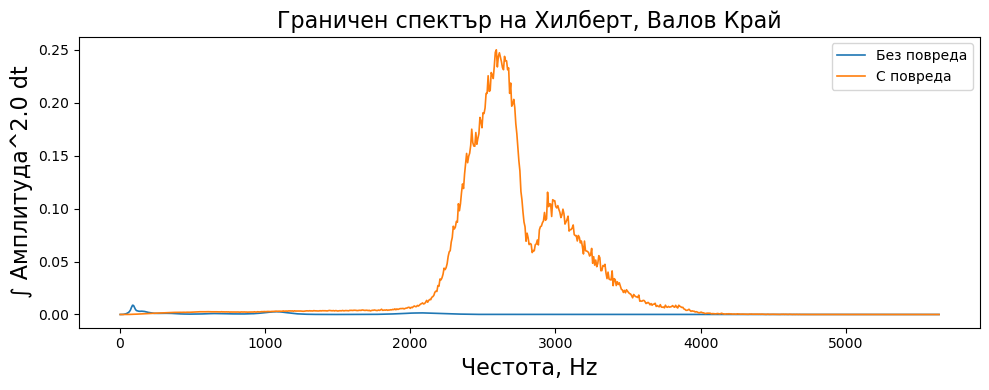 Граничен спектър на Хилберт, Валов Край
∫ Амплитуда^2.0 dt
0.25
0.20
0.15
0.10
0.05
0.00
Без повреда
С повреда
0 1000 2000 3000 4000 5000
Честота, Hz